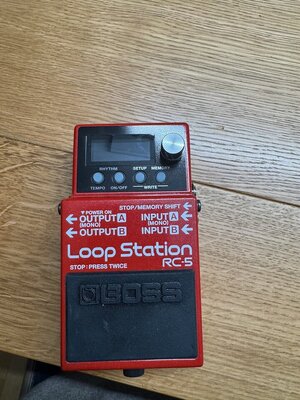 RHYTHM SETUP MEMORY
TEMPO ON/OFF WRITE
STOP/MEMORY SHIFT
▼POWER ON
OUTPUT A INPUT A
(MONO) (MONO)
OUTPUT B INPUT B
Loop Station
RC-5
STOP : PRESS TWICE
BOSS